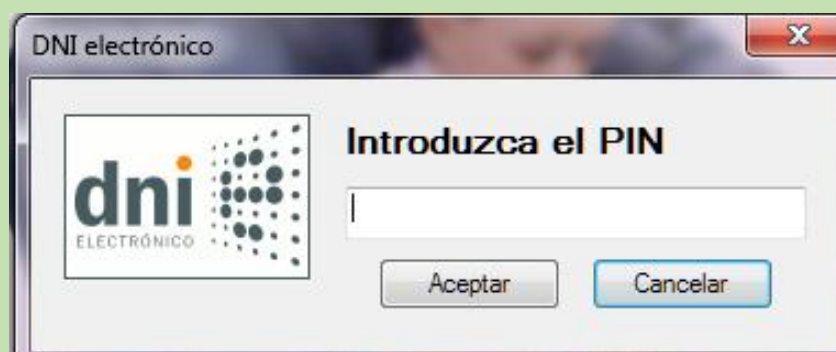 DNI electrónico
Introduzca el PIN
dni
ELECTRÓNICO
Aceptar
Cancelar